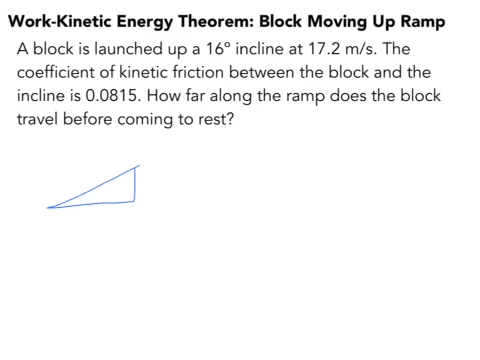 Work-Kinetic Energy Theorem: Block Moving Up Ramp
A block is launched up a 16° incline at 17.2 m/s. The
coefficient of kinetic friction between the block and the
incline is 0.0815. How far along the ramp does the block
travel before coming to rest?